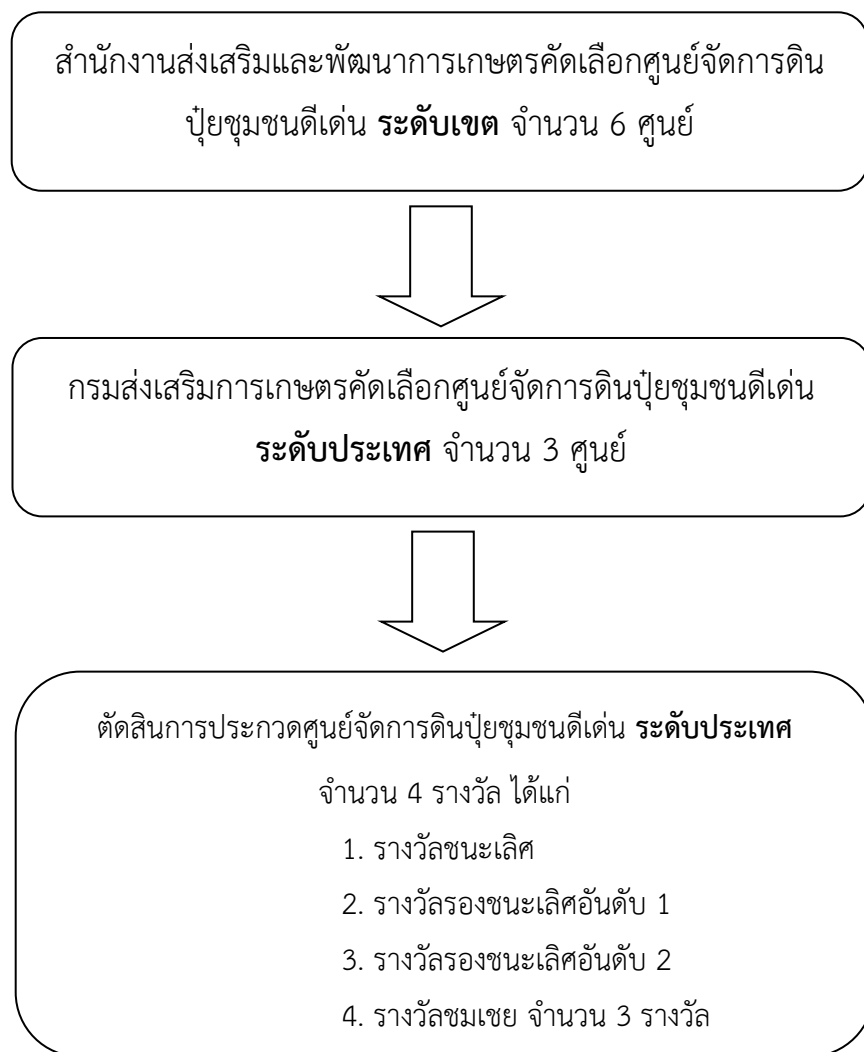 สำนักงานส่งเสริมและพัฒนาการเกษตรคัดเลือกศูนย์จัดการดิน
ปุ๋ยชุมชนดีเด่น ระดับเขต จำนวน 6 ศูนย์
กรมส่งเสริมการเกษตรคัดเลือกศูนย์จัดการดินปุ๋ยชุมชนดีเด่น
ระดับประเทศ จำนวน 3 ศูนย์
ตัดสินการประกวดศูนย์จัดการดินปุ๋ยชุมชนดีเด่น ระดับประเทศ
จำนวน 4 รางวัล ได้แก่
1. รางวัลชนะเลิศ
2. รางวัลรองชนะเลิศอันดับ 1
3. รางวัลรองชนะเลิศอันดับ 2
4. รางวัลชมเชย จำนวน 3 รางวัล